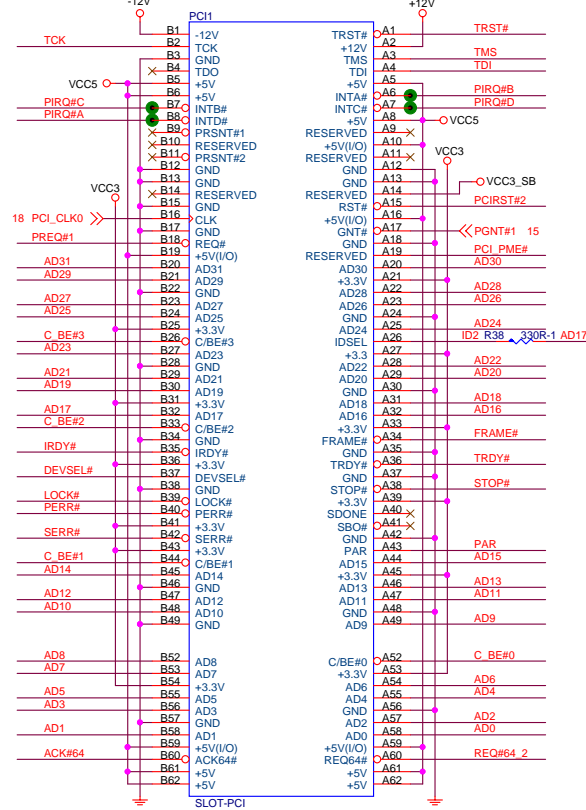 -12V +12V
PCI1
B1 -12V TRST# A1 TRST#
TCK B2 TCK +12V A2
B3 GND TMS A3 TMS
B4 TDO TDI A4 TDI
VCC5 B5 +5V +5V A5
B6 +5V INTA# A6 PIRQ#B
PIRQ#C B7 INTB# INTC# A7 PIRQ#D
PIRQ#A B8 INTD# +5V A8 VCC5
B9 PRSNT#1 RESERVED A9
B10 RESERVED +5V(I/O) A10
B11 PRSNT#2 RESERVED A11 VCC3
B12 GND GND A12
B13 GND GND A13
VCC3 B14 RESERVED RESERVED A14 VCC3_SB
B15 GND RST# A15 PCIRST#2
18 PCI_CLK0 B16 CLK +5V(I/O) A16
B17 GND GNT# A17 PGNT#1 15
PREQ#1 B18 REQ# GND A18
B19 +5V(I/O) RESERVED A19 PCI_PME#
AD31 B20 AD31 AD30 A20 AD30
AD29 B21 AD29 +3.3V A21
B22 GND AD28 A22 AD28
AD27 B23 AD27 AD26 A23 AD26
AD25 B24 AD25 GND A24
B25 +3.3V AD24 A25 AD24
C_BE#3 B26 C/BE#3 IDSEL A26 ID2 R38 330R-1 AD17
AD23 B27 AD23 +3.3 A27
B28 GND AD22 A28 AD22
AD21 B29 AD21 AD20 A29 AD20
AD19 B30 AD19 GND A30
B31 +3.3V AD18 A31 AD18
AD17 B32 AD17 AD16 A32 AD16
C_BE#2 B33 C/BE#2 +3.3V A33
B34 GND FRAME# A34 FRAME#
IRDY# B35 IRDY# GND A35
B36 +3.3V TRDY# A36 TRDY#
DEVSEL# B37 DEVSEL# GND A37
B38 GND STOP# A38 STOP#
LOCK# B39 LOCK# +3.3V A39
PERR# B40 PERR# SDONE A40
B41 +3.3V SBO# A41
SERR# B42 SERR# GND A42
B43 +3.3V PAR A43 PAR
C_BE#1 B44 C/BE#1 AD15 A44 AD15
AD14 B45 AD14 +3.3V A45
B46 GND AD13 A46 AD13
AD12 B47 AD12 AD11 A47 AD11
AD10 B48 AD10 GND A48
B49 GND AD9 A49 AD9
AD8 B52 AD8 C/BE#0 A52 C_BE#0
AD7 B53 AD7 +3.3V A53
B54 +3.3V AD6 A54 AD6
AD5 B55 AD5 AD4 A55 AD4
AD3 B56 AD3 GND A56
B57 GND AD2 A57 AD2
AD1 B58 AD1 AD0 A58 AD0
B59 +5V(I/O) +5V(I/O) A59
ACK#64 B60 ACK64# REQ64# A60 REQ#64_2
B61 +5V +5V A61
B62 +5V +5V A62
SLOT-PCI